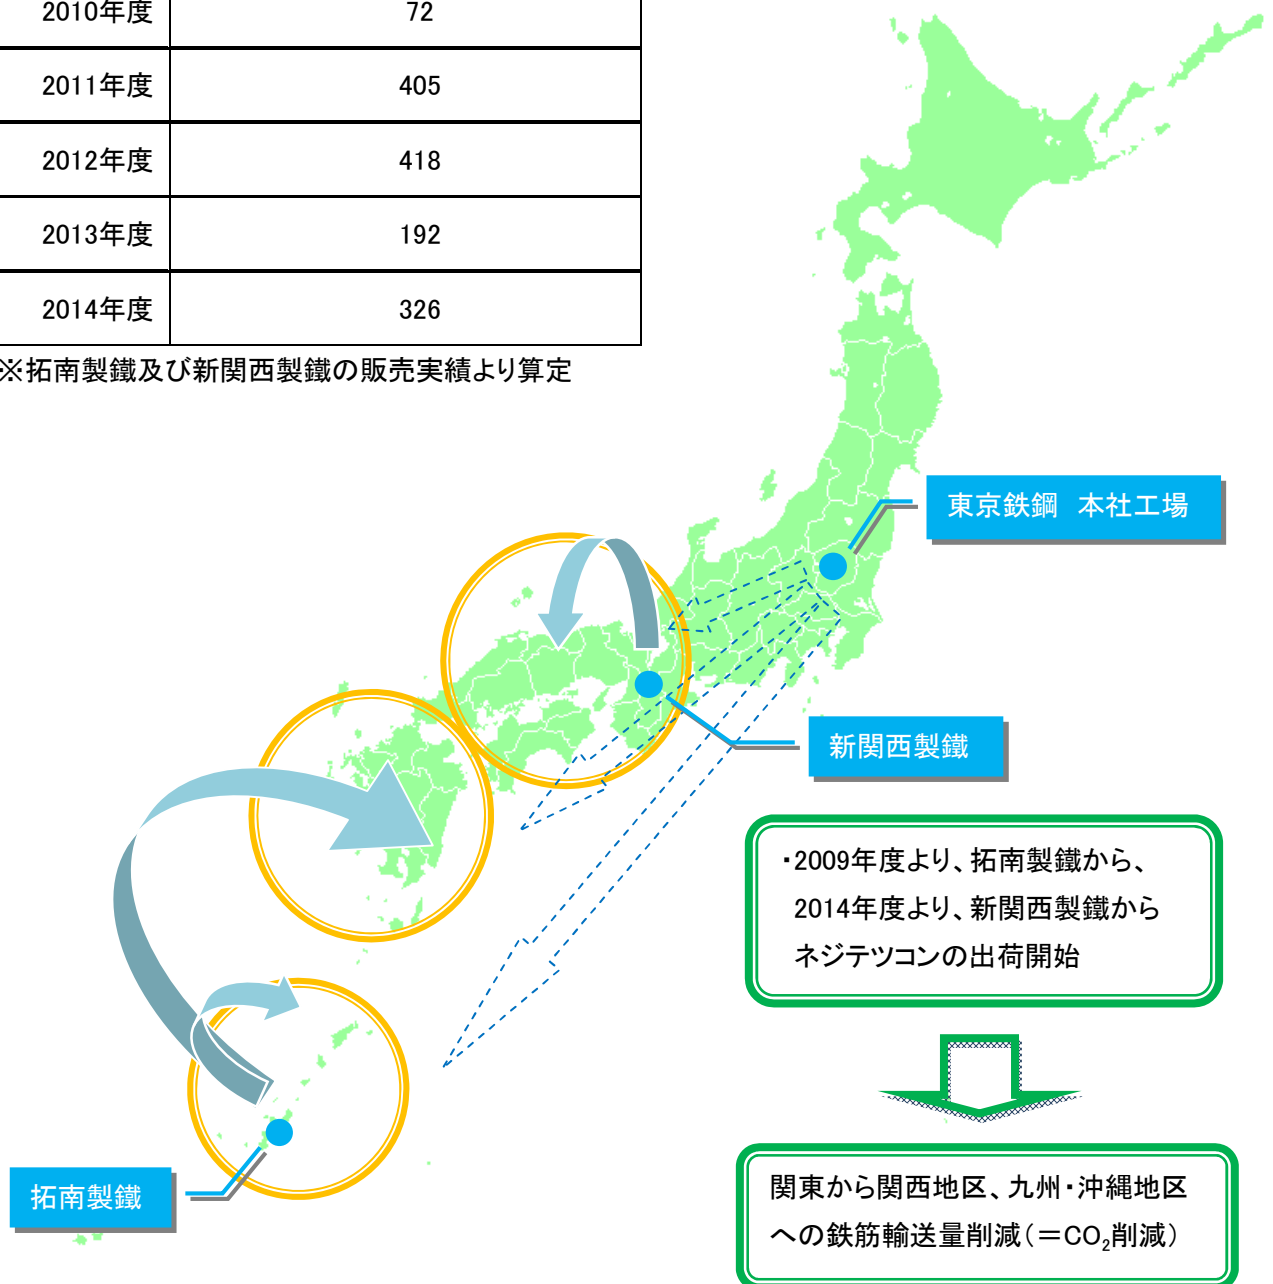 2010年度 72
2011年度 405
2012年度 418
2013年度 192
2014年度 326
※拓南製鐵及び新関西製鐵の販売実績より算定
東京鉄鋼 本社工場
新関西製鐵
・2009年度より、拓南製鐵から、
2014年度より、新関西製鐵から
ネジテツコンの出荷開始
拓南製鐵
関東から関西地区、九州・沖縄地区
への鉄筋輸送量削減(=CO₂削減)